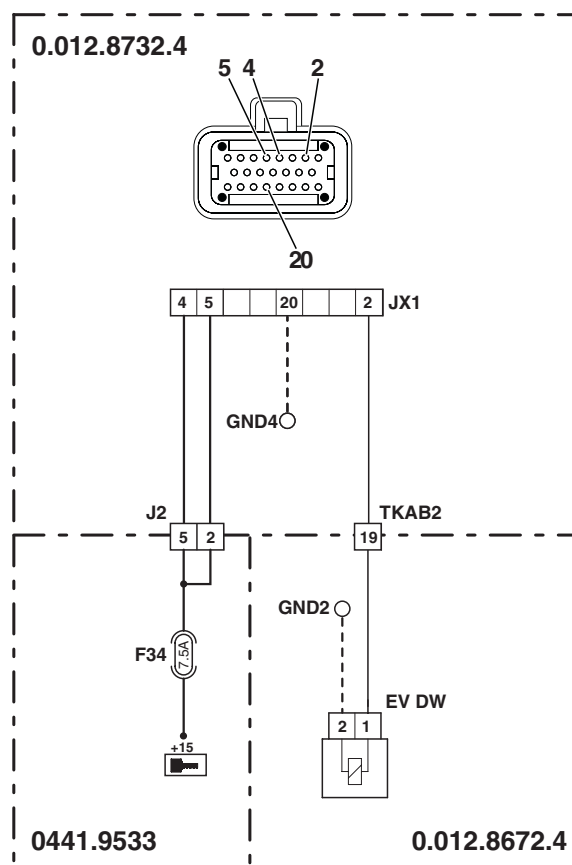 0.012.8732.4
5 4 2
20
4 5 20 2 JX1
GND4
J2 TKAB2
5 2 19
GND2
F34 7.5A
EV DW
+15 2 1
0441.9533 0.012.8672.4